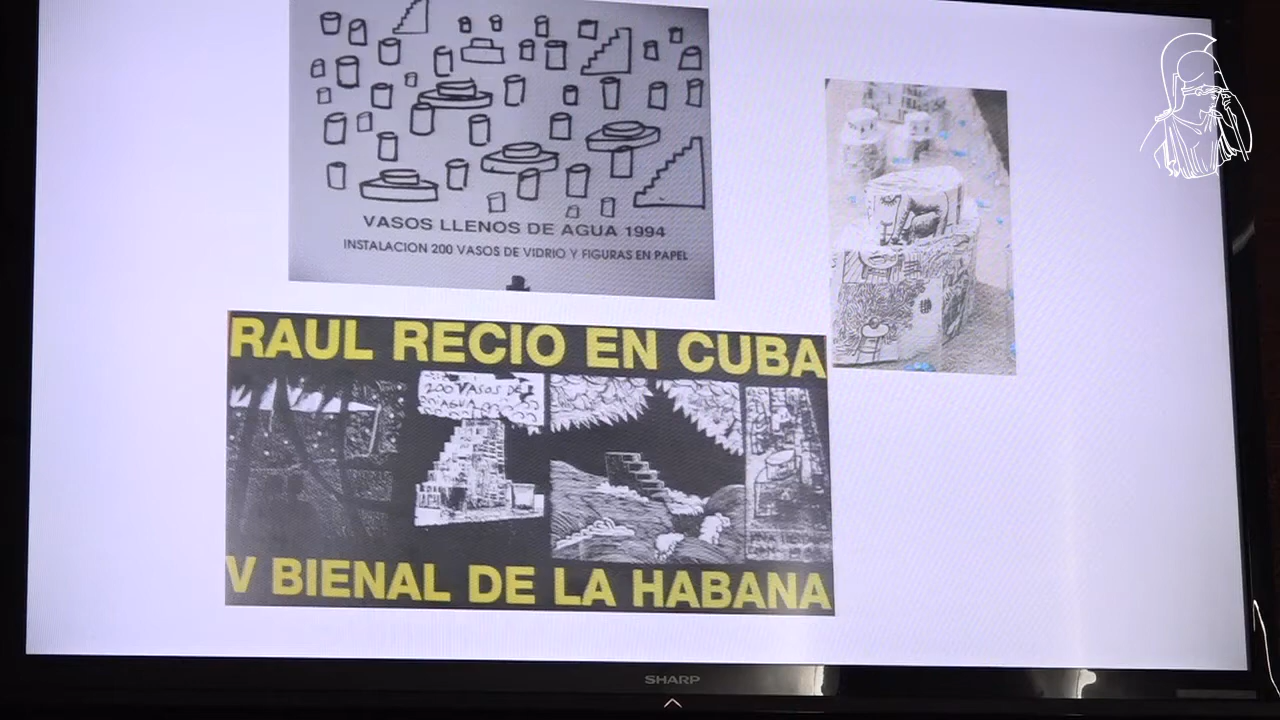 VASOS LLENOS DE AGUA 1994
INSTALACION 200 VASOS DE VIDRIO Y FIGURAS EN PAPEL
RAUL RECIO EN CUBA
200 VASOS DE
AGUA
V BIENAL DE LA HABANA
SHARP